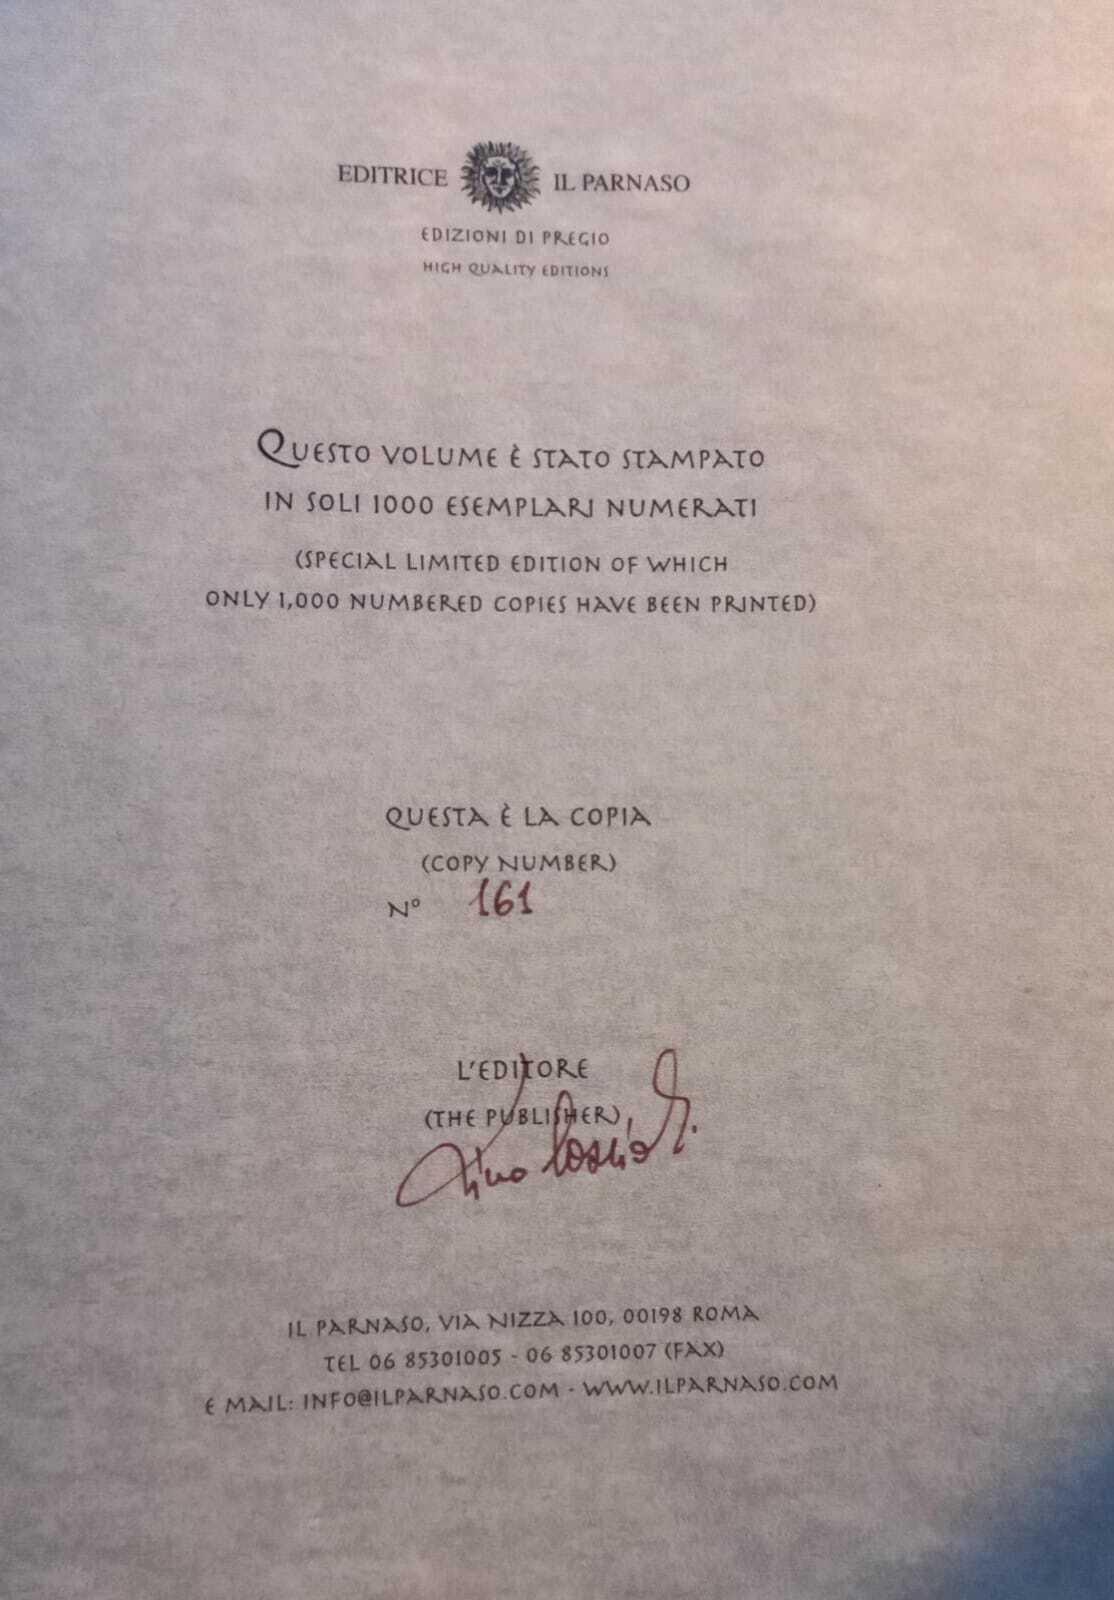 EDITRICE IL PARNASO
EDIZIONI DI PREGIO
HIGH QUALITY EDITIONS
QUESTO VOLUME È STATO STAMPATO
IN SOLI 1000 ESEMPLARI NUMERATI
(SPECIAL LIMITED EDITION OF WHICH
ONLY 1,000 NUMBERED COPIES HAVE BEEN PRINTED)
QUESTA È LA COPIA
(COPY NUMBER)
N° 161
L'EDITORE
(THE PUBLISHER)
IL PARNASO, VIA NIZZA 100, 00198 ROMA
TEL 06 85301005 - 06 85301007 (FAX)
E MAIL: INFO@ILPARNASO.COM - WWW.ILPARNASO.COM